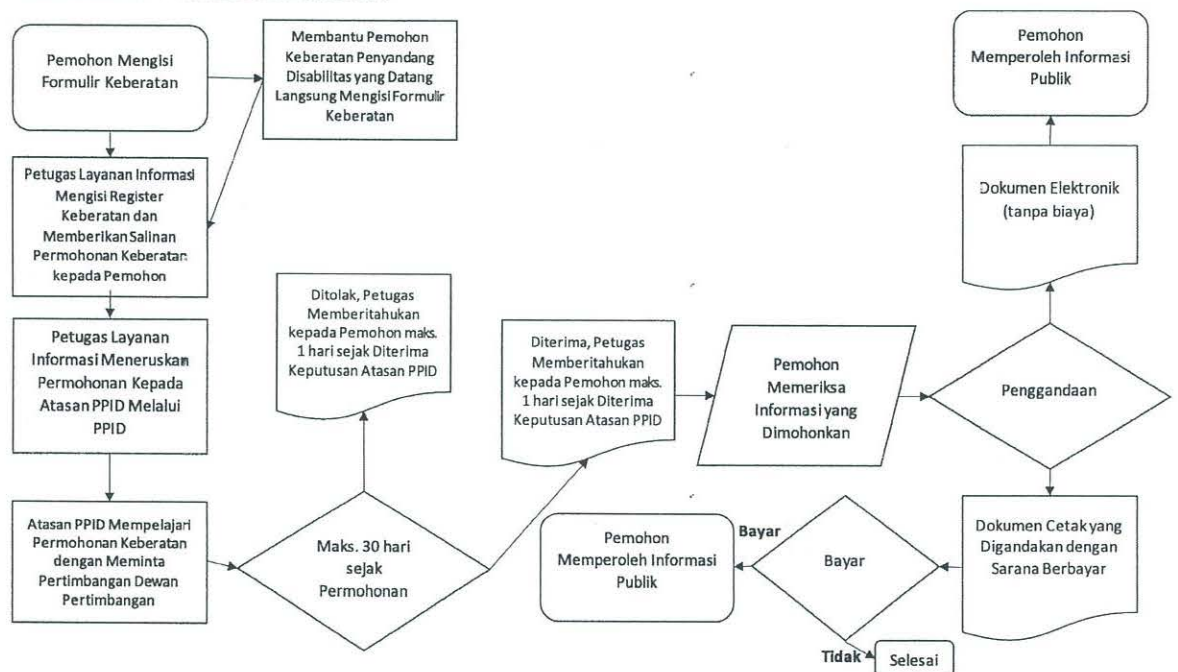 Pemohon Mengisi
Formulir Keberatan
Membantu Pemohon
Keberatan Penyandang
Disabilitas yang Datang
Langsung Mengisi Formulir
Keberatan
Petugas Layanan Informasi
Mengisi Register
Keberatan dan
Memberikan Salinan
Permohonan Keberatan
kepada Pemohon
Petugas Layanan
Informasi Meneruskan
Permohonan Kepada
Atasan PPID Melalui
PPID
Atasan PPID Mempelajari
Permohonan Keberatan
dengan Meminta
Pertimbangan Dewan
Pertimbangan
Maks. 30 hari
sejak
Permohonan
Ditolak, Petugas
Memberitahukan
kepada Pemohon maks.
1 hari sejak Diterima
Keputusan Atasan PPID
Diterima, Petugas
Memberitahukan
kepada Pemohon maks.
1 hari sejak Diterima
Keputusan Atasan PPID
Pemohon
Memeriksa
Informasi yang
Dimohonkan
Penggandaan
Dokumen Elektronik
(tanpa biaya)
Pemohon
Memperoleh Informasi
Publik
Dokumen Cetak yang
Digandakan dengan
Sarana Berbayar
Bayar
Bayar
Pemohon
Memperoleh Informasi
Publik
Tidak
Selesai